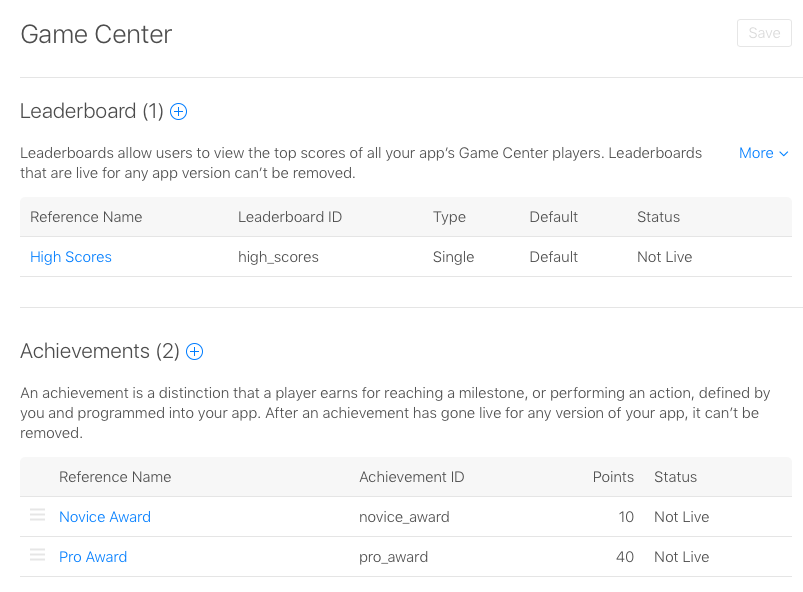 Game Center
Save
Leaderboard (1)
Leaderboards allow users to view the top scores of all your app's Game Center players. Leaderboards
that are live for any app version can't be removed.
More
Reference Name Leaderboard ID Type Default Status
High Scores high_scores Single Default Not Live
Achievements (2)
An achievement is a distinction that a player earns for reaching a milestone, or performing an action, defined by
you and programmed into your app. After an achievement has gone live for any version of your app, it can't be
removed.
Reference Name Achievement ID Points Status
Novice Award novice_award 10 Not Live
Pro Award pro_award 40 Not Live